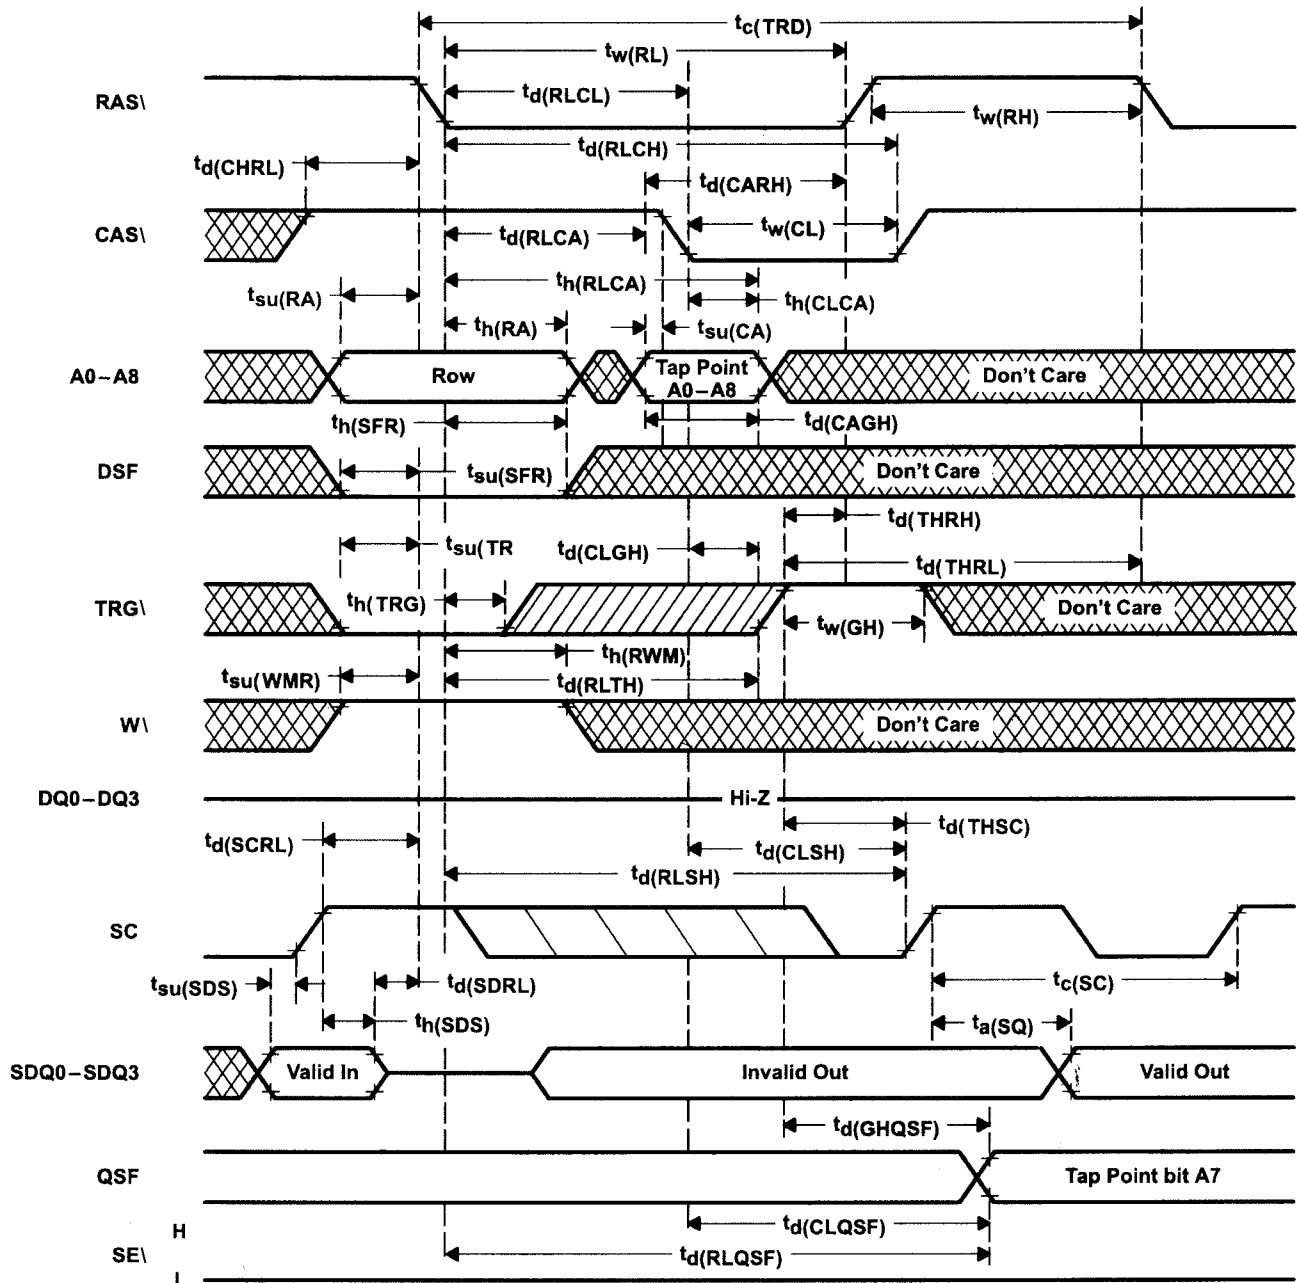 tc(TRD)
tw(RL)
RAS\
td(RLCL)
tw(RH)
td(CHRL)
td(RLCH)
td(CARH)
CAS\
tw(CL)
td(RLCA)
tsu(RA)
th(RLCA)
th(CLCA)
th(RA)
tsu(CA)
A0–A8
Row
Tap Point
A0–A8
Don't Care
th(SFR)
td(CAGH)
DSF
tsu(SFR)
Don't Care
td(THRH)
tsu(TR
td(CLGH)
td(THRL)
TRG\
th(TRG)
tw(GH)
Don't Care
th(RWM)
tsu(WMR)
td(RLTH)
W\
Don't Care
DQ0–DQ3
Hi-Z
td(SCRL)
td(THSC)
td(CLSH)
td(RLSH)
SC
tsu(SDS)
td(SDRL)
tc(SC)
th(SDS)
ta(SQ)
SDQ0–SDQ3
Valid In
Invalid Out
Valid Out
td(GHQSF)
QSF
Tap Point bit A7
H
td(CLQSF)
SE\
td(RLQSF)